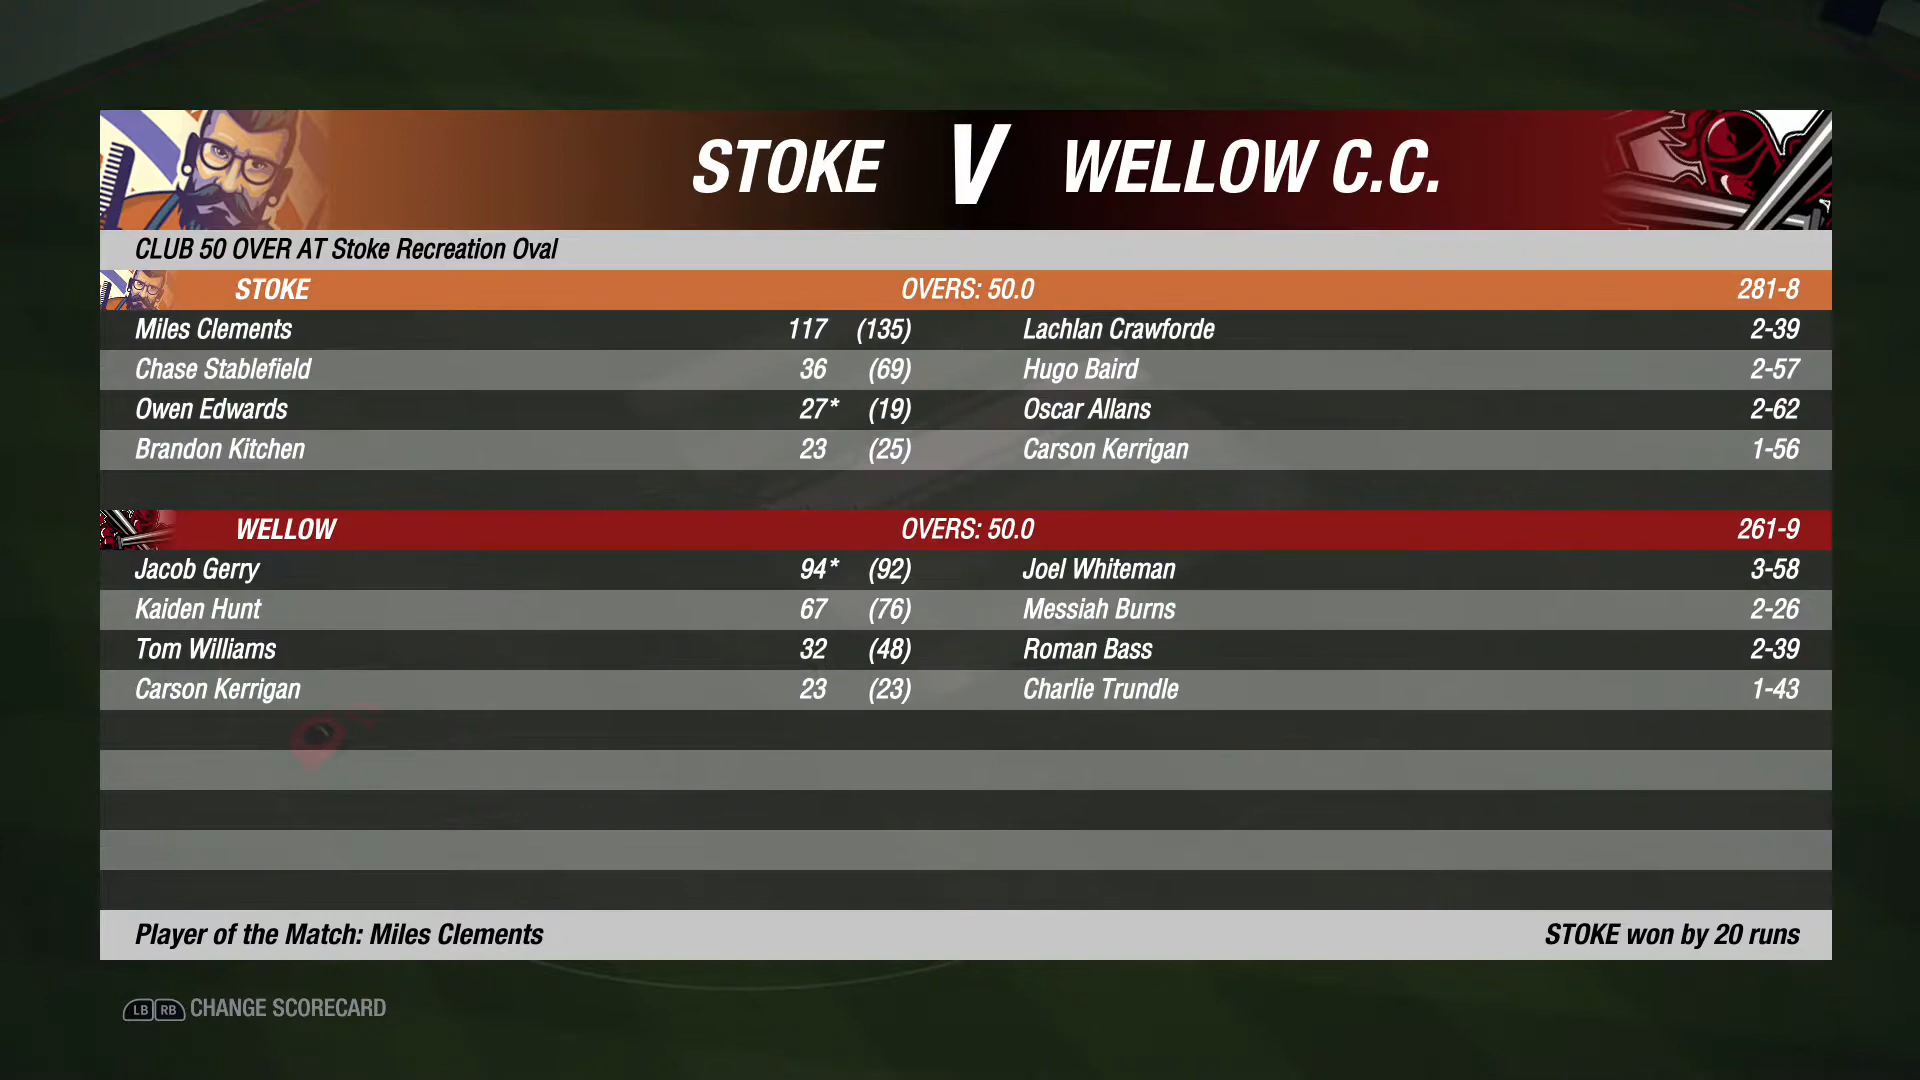 STOKE V WELLOW C.C.
CLUB 50 OVER AT Stoke Recreation Oval
STOKE OVERS: 50.0 281-8
Miles Clements 117 (135) Lachlan Crawforde 2-39
Chase Stablefield 36 (69) Hugo Baird 2-57
Owen Edwards 27* (19) Oscar Allans 2-62
Brandon Kitchen 23 (25) Carson Kerrigan 1-56
WELLOW OVERS: 50.0 261-9
Jacob Gerry 94* (92) Joel Whiteman 3-58
Kaiden Hunt 67 (76) Messiah Burns 2-26
Tom Williams 32 (48) Roman Bass 2-39
Carson Kerrigan 23 (23) Charlie Trundle 1-43
Player of the Match: Miles Clements STOKE won by 20 runs
LB RB CHANGE SCORECARD